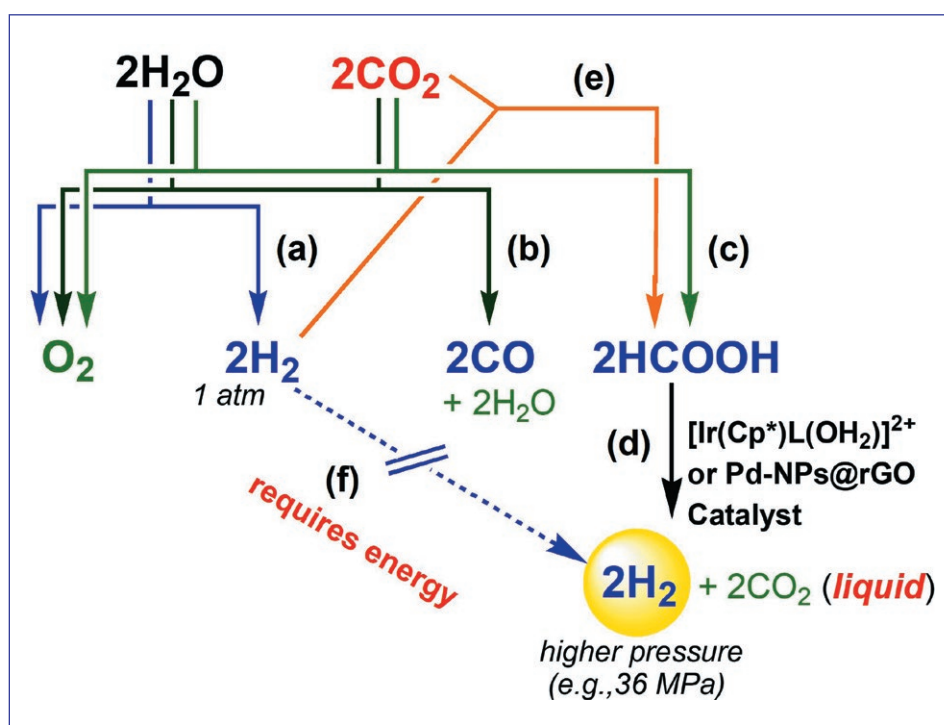 2H₂O
2CO₂
(e)
(a)
(b)
(c)
O₂
2H₂
2CO
2HCOOH
1 atm
+ 2H₂O
(d)
[Ir(Cp*)L(OH₂)]²⁺
or Pd-NPs@rGO
Catalyst
(f)
requires energy
2H₂ + 2CO₂ (liquid)
higher pressure
(e.g.,36 MPa)